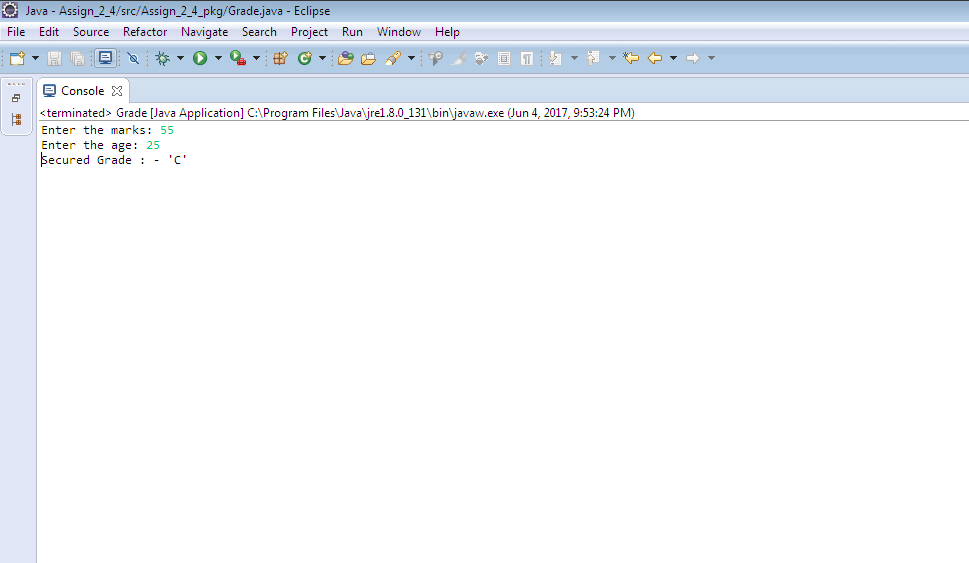 Java - Assign_2_4/src/Assign_2_4_pkg/Grade.java - Eclipse
File Edit Source Refactor Navigate Search Project Run Window Help
Console
<terminated> Grade [Java Application] C:\Program Files\Java\jre1.8.0_131\bin\javaw.exe (Jun 4, 2017, 9:53:24 PM)
Enter the marks: 55
Enter the age: 25
Secured Grade : - 'C'